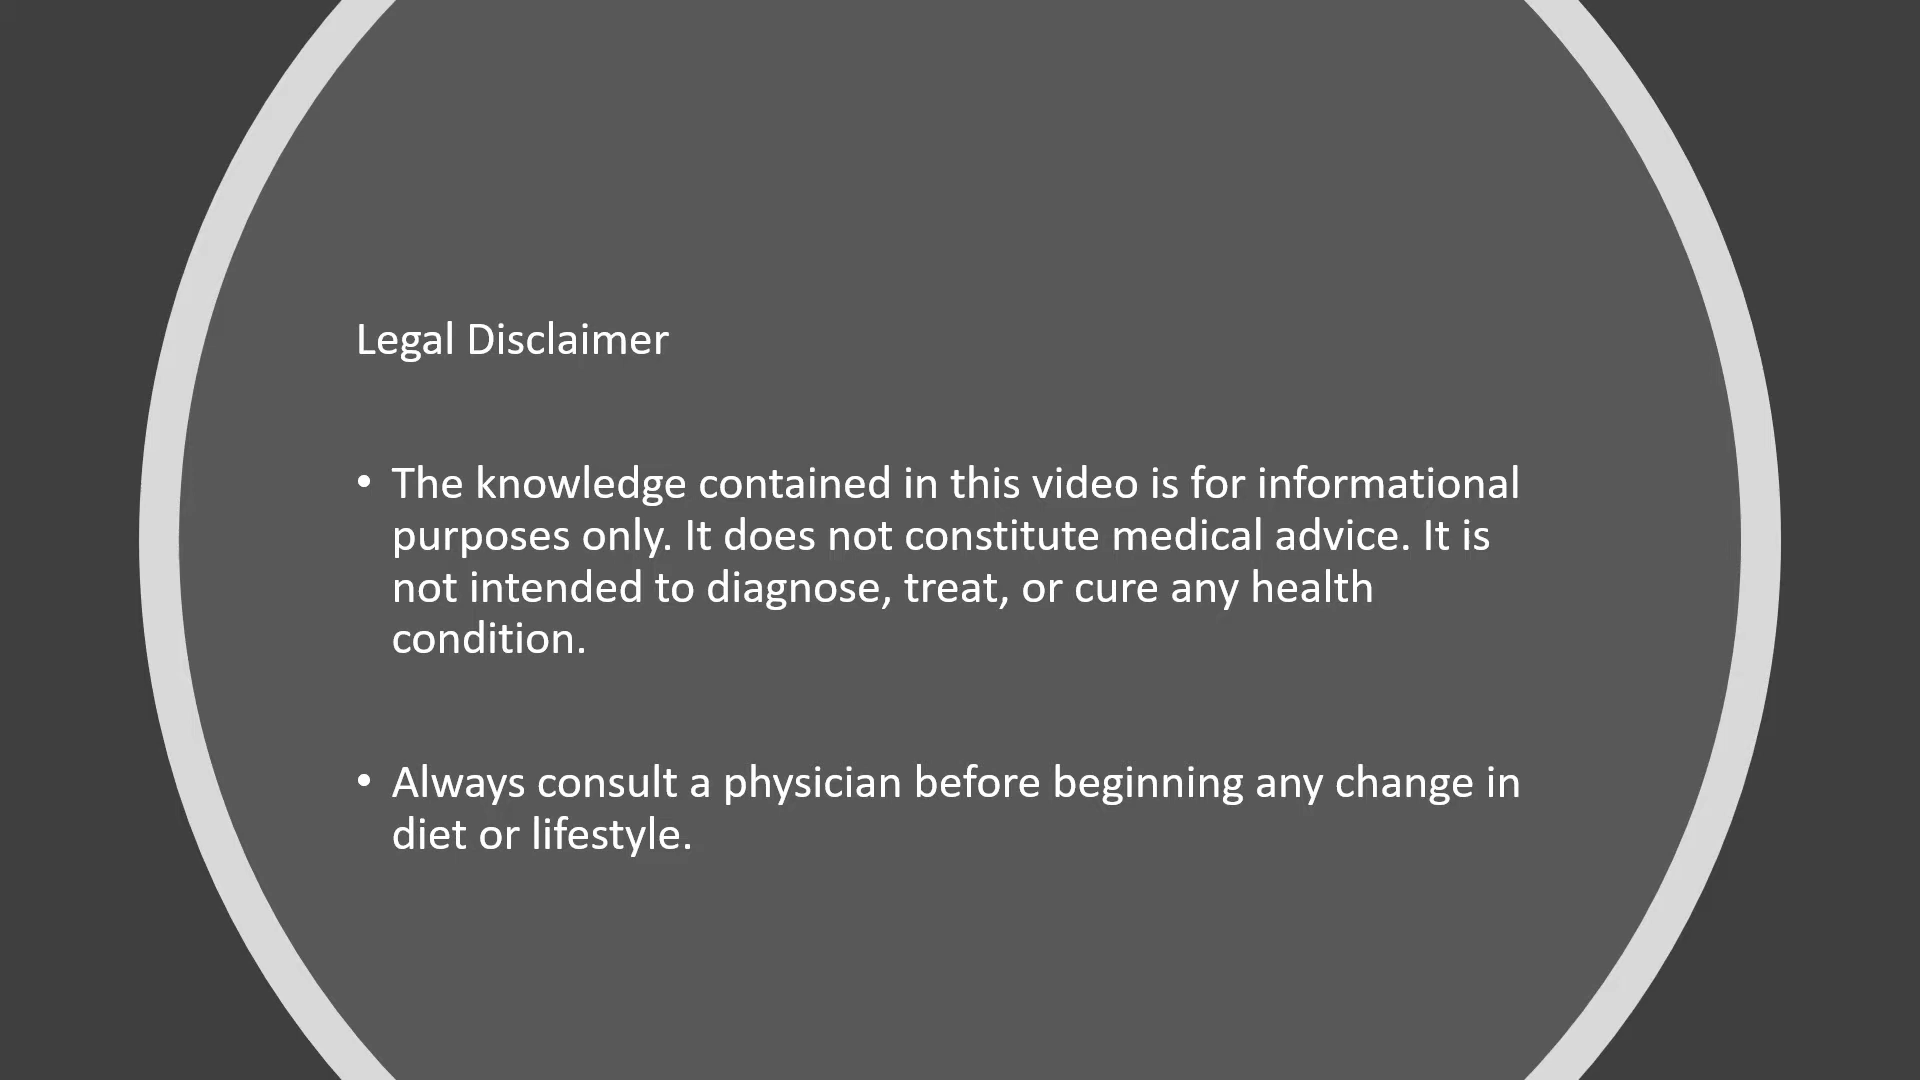 Legal Disclaimer
• The knowledge contained in this video is for informational
purposes only. It does not constitute medical advice. It is
not intended to diagnose, treat, or cure any health
condition.
• Always consult a physician before beginning any change in
diet or lifestyle.